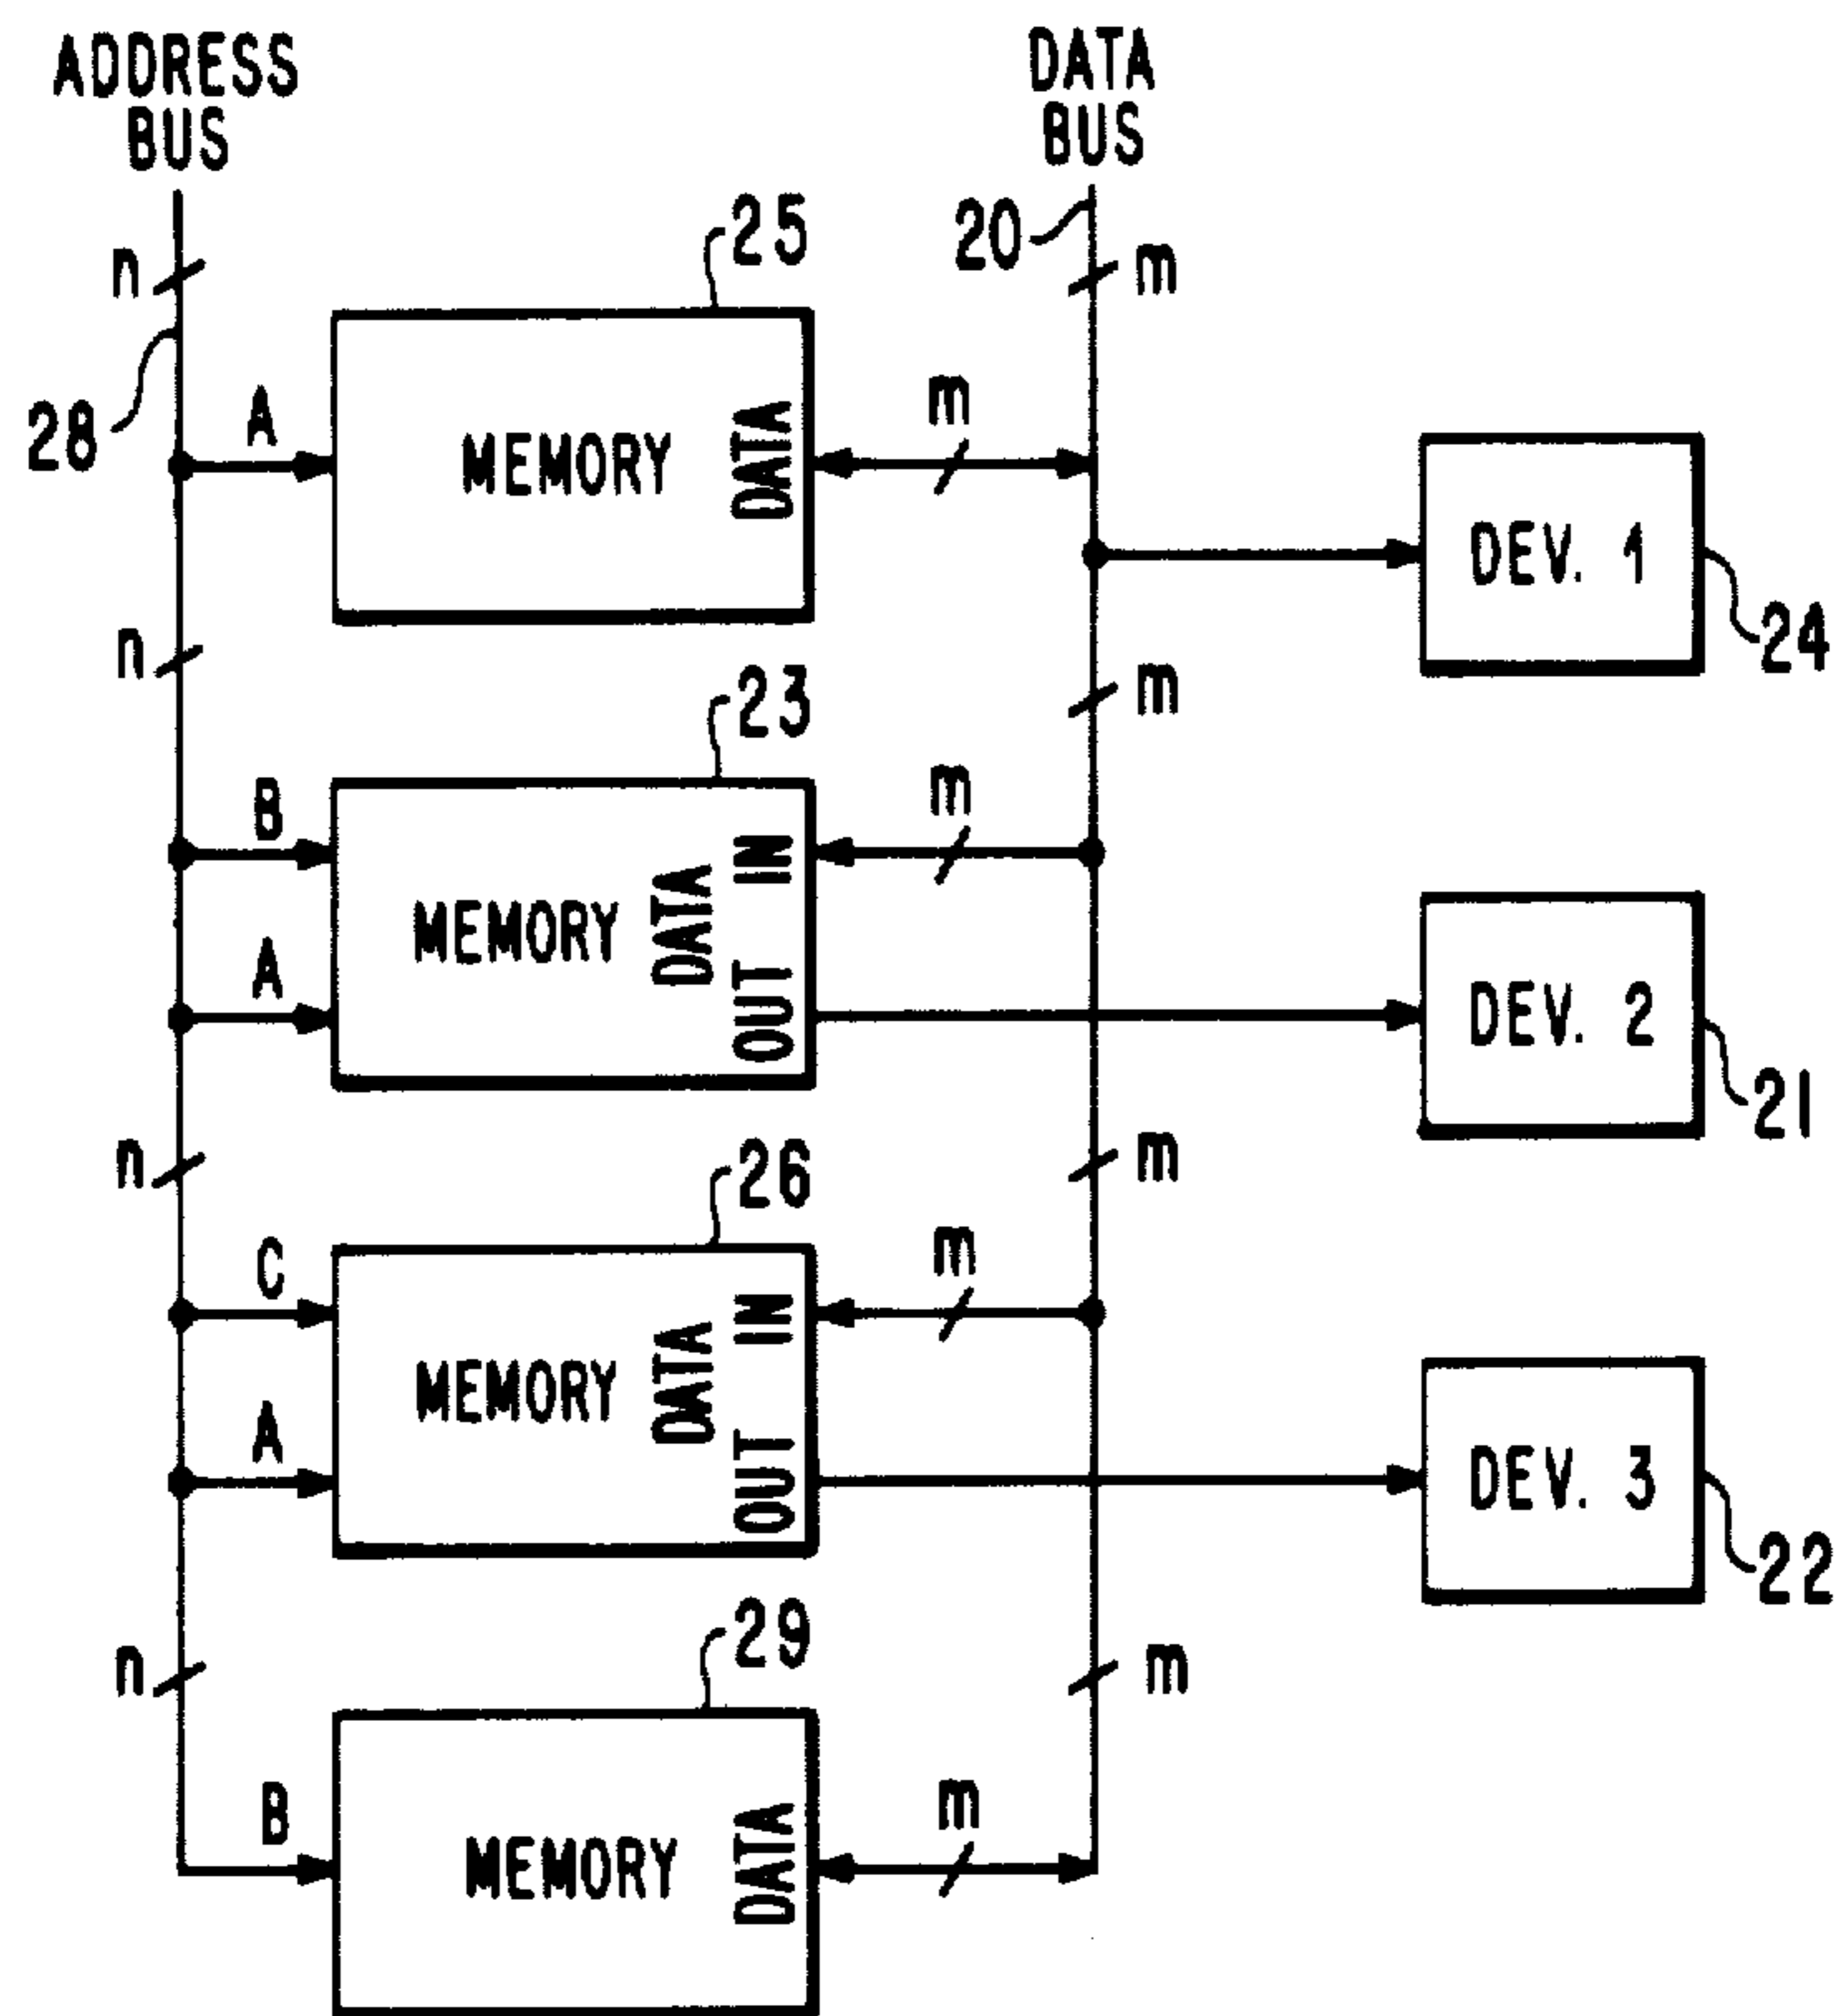 ADDRESS
BUS
DATA
BUS
25
20
n
m
28
A
m
MEMORY
DATA
DEV. 1
24
n
23
m
B
m
MEMORY
DATA
IN
A
OUT
DEV. 2
21
n
26
m
C
m
MEMORY
DATA
IN
A
OUT
DEV. 3
22
n
29
m
B
m
MEMORY
DATA